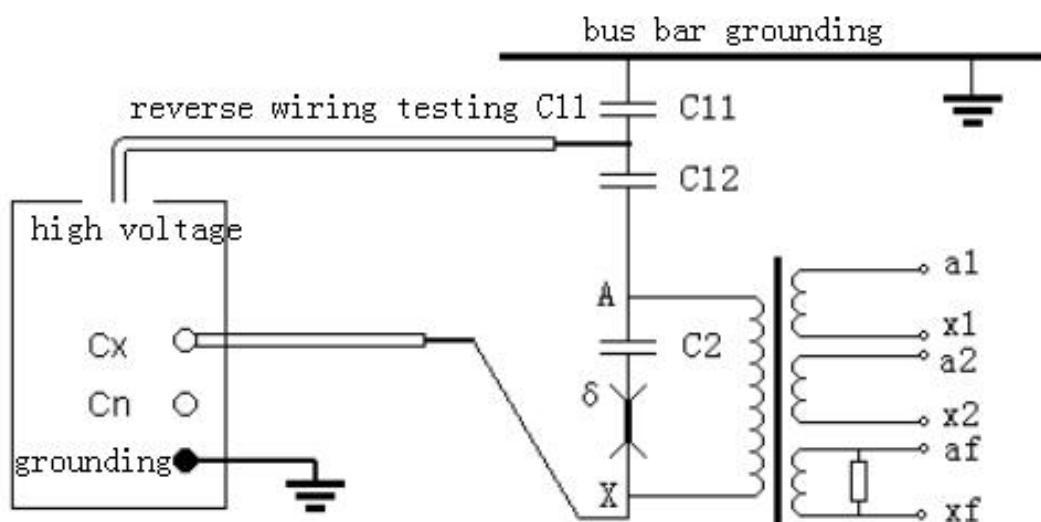 bus bar grounding
reverse wiring testing C11
C11
C12
high voltage
a1
A
x1
Cx
C2
a2
δ
Cn
x2
grounding
af
X
xf